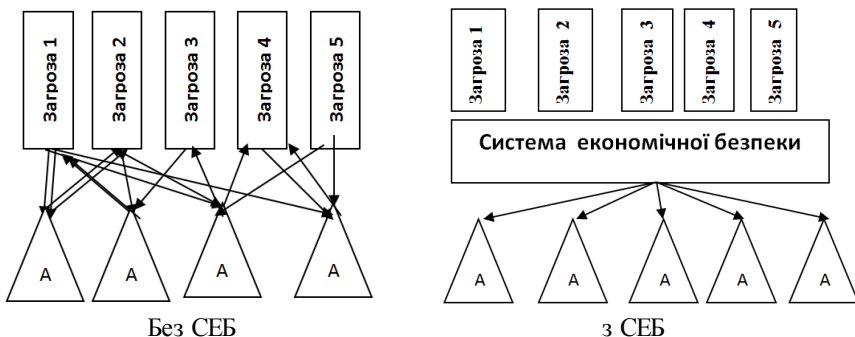 Загроза 1
Загроза 2
Загроза 3
Загроза 4
Загроза 5
А
А
А
А
Без СЕБ
Загроза 1
Загроза 2
Загроза 3
Загроза 4
Загроза 5
Система економічної безпеки
А
А
А
А
А
з СЕБ